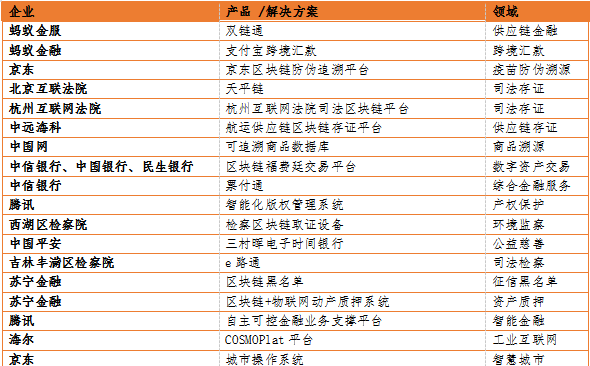 企业 产品 /解决方案 领域
蚂蚁金服 双链通 供应链金融
蚂蚁金融 支付宝跨境汇款 跨境汇款
京东 京东区块链防伪追溯平台 疫苗防伪溯源
北京互联法院 天平链 司法存证
杭州互联网法院 杭州互联网法院司法区块链平台 司法存证
中远海科 航运供应链区块链存证平台 供应链存证
中国网 可追溯商品数据库 商品溯源
中信银行、中国银行、民生银行 区块链福费廷交易平台 数字资产交易
中信银行 票付通 综合金融服务
腾讯 智能化版权管理系统 产权保护
西湖区检察院 检察区块链取证设备 环境监察
中国平安 三村晖电子时间银行 公益慈善
吉林丰满区检察院 e 路通 司法检察
苏宁金融 区块链黑名单 征信黑名单
苏宁金融 区块链+物联网动产质押系统 资产质押
腾讯 自主可控金融业务支撑平台 智能金融
海尔 COSMOPlat 平台 工业互联网
京东 城市操作系统 智慧城市